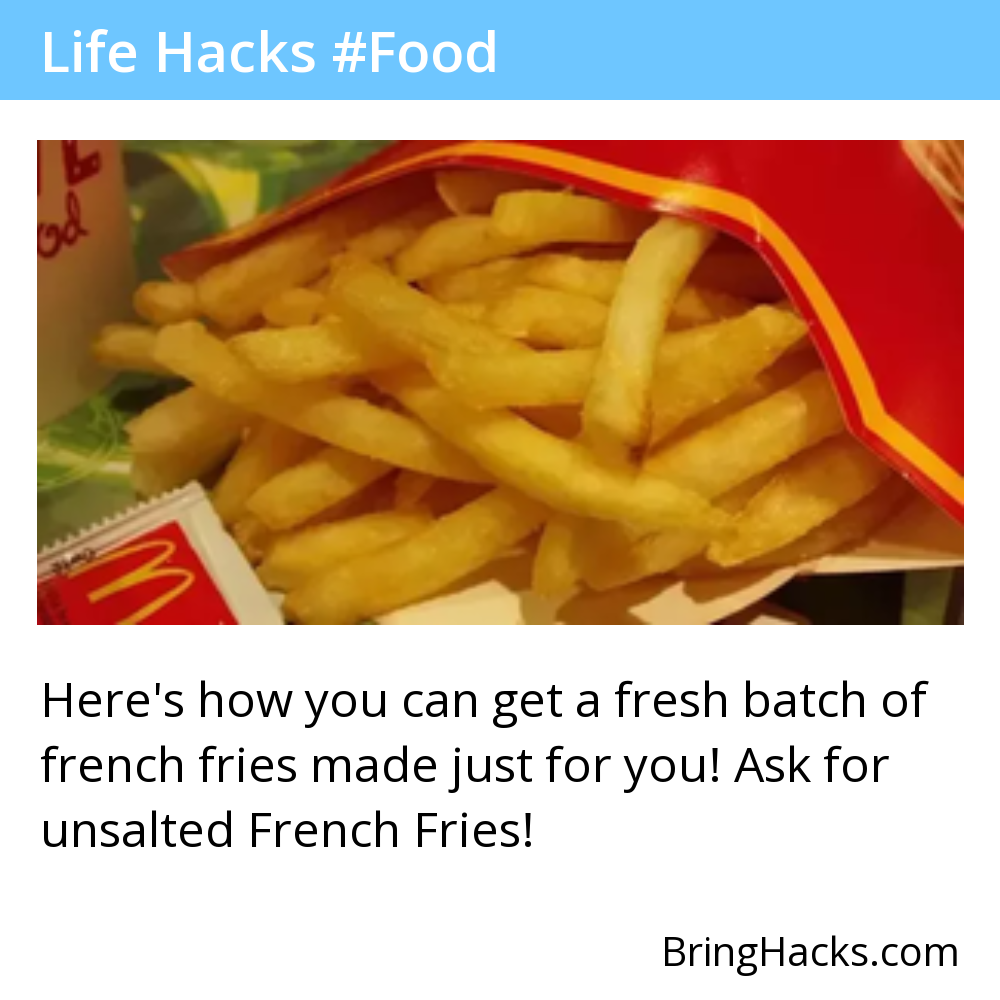 Life Hacks #Food
Here's how you can get a fresh batch of
french fries made just for you! Ask for
unsalted French Fries!
BringHacks.com